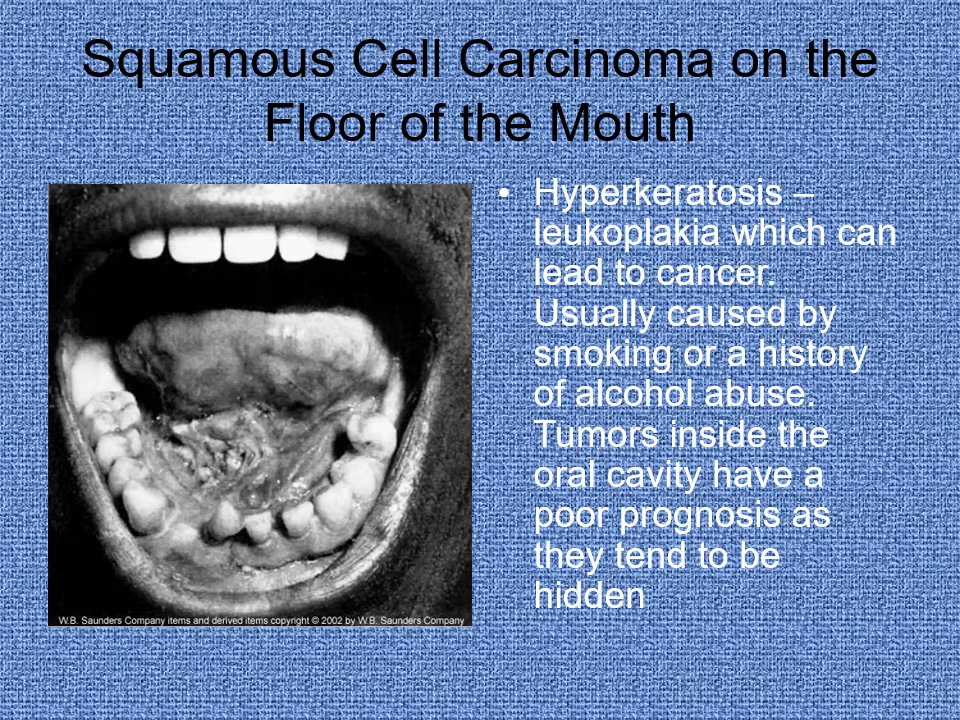 Squamous Cell Carcinoma on the
Floor of the Mouth
• Hyperkeratosis –
leukoplakia which can
lead to cancer.
Usually caused by
smoking or a history
of alcohol abuse.
Tumors inside the
oral cavity have a
poor prognosis as
they tend to be
hidden
W.B. Saunders Company items and derived items copyright © 2002 by W.B. Saunders Company